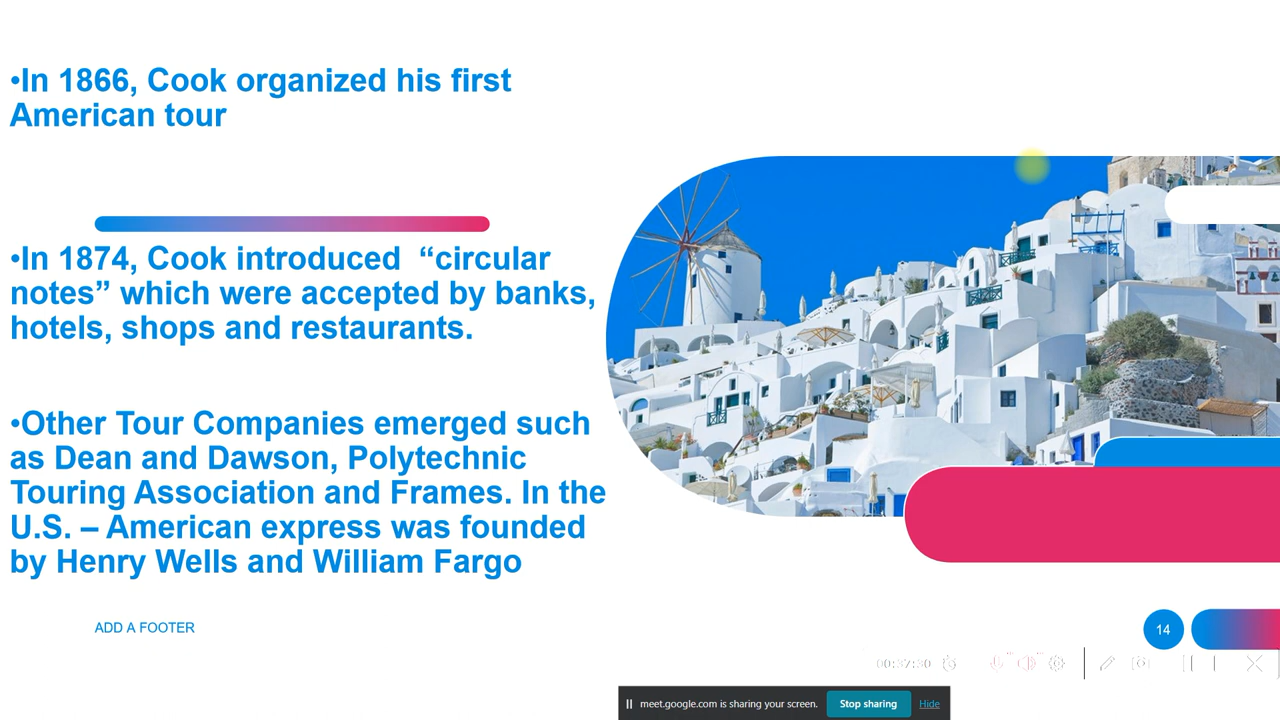 •In 1866, Cook organized his first
American tour
•In 1874, Cook introduced  “circular
notes” which were accepted by banks,
hotels, shops and restaurants.
•Other Tour Companies emerged such
as Dean and Dawson, Polytechnic
Touring Association and Frames. In the
U.S. – American express was founded
by Henry Wells and William Fargo
ADD A FOOTER
14
00:37:30
meet.google.com is sharing your screen.
Stop sharing
Hide